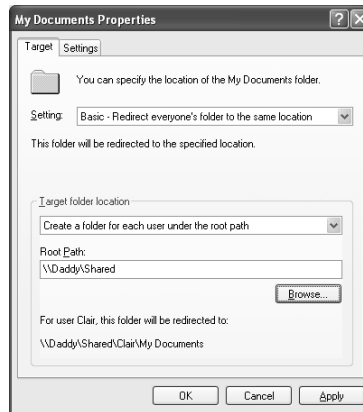 My Documents Properties
Target
Settings
You can specify the location of the My Documents folder.
Setting:
Basic - Redirect everyone's folder to the same location
This folder will be redirected to the specified location.
Target folder location
Create a folder for each user under the root path
Root Path:
\\Daddy\Shared
Browse...
For user Clair, this folder will be redirected to:
\\Daddy\Shared\Clair\My Documents
OK
Cancel
Apply